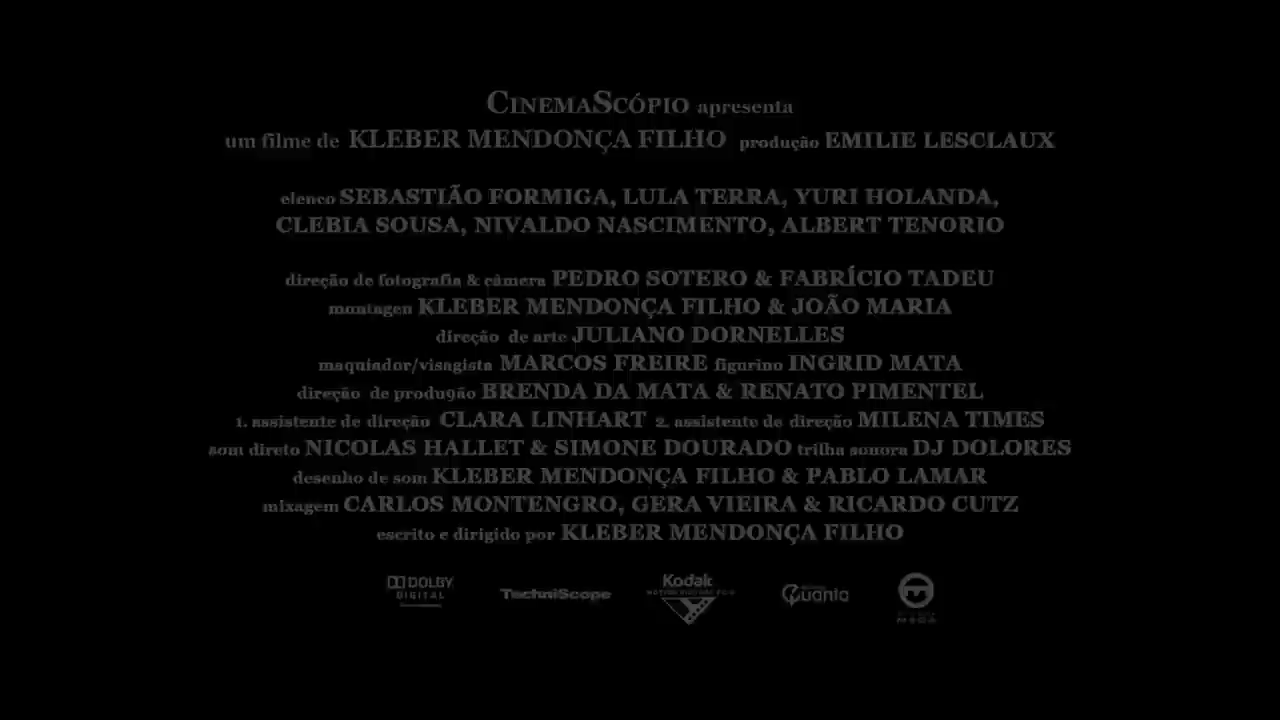 CINEMASCÓPIO apresenta
um filme de KLEBER MENDONÇA FILHO produção EMILIE LESCLAUX
elenco SEBASTIÃO FORMIGA, LULA TERRA, YURI HOLANDA,
CLEBIA SOUSA, NIVALDO NASCIMENTO, ALBERT TENORIO
direção de fotografia & câmera PEDRO SOTERO & FABRÍCIO TADEU
montagen KLEBER MENDONÇA FILHO & JOÃO MARIA
direção de arte JULIANO DORNELLES
maquiador/visagista MARCOS FREIRE figurino INGRID MATA
direção de produção BRENDA DA MATA & RENATO PIMENTEL
1. assistente de direção CLARA LINHART 2. assistente de direção MILENA TIMES
som direto NICOLAS HALLET & SIMONE DOURADO trilha sonora DJ DOLORES
desenho de som KLEBER MENDONÇA FILHO & PABLO LAMAR
mixagem CARLOS MONTENGRO, GERA VIEIRA & RICARDO CUTZ
escrito e dirigido por KLEBER MENDONÇA FILHO
DOLBY DIGITAL TechniScope Kodak Quanta MEGA